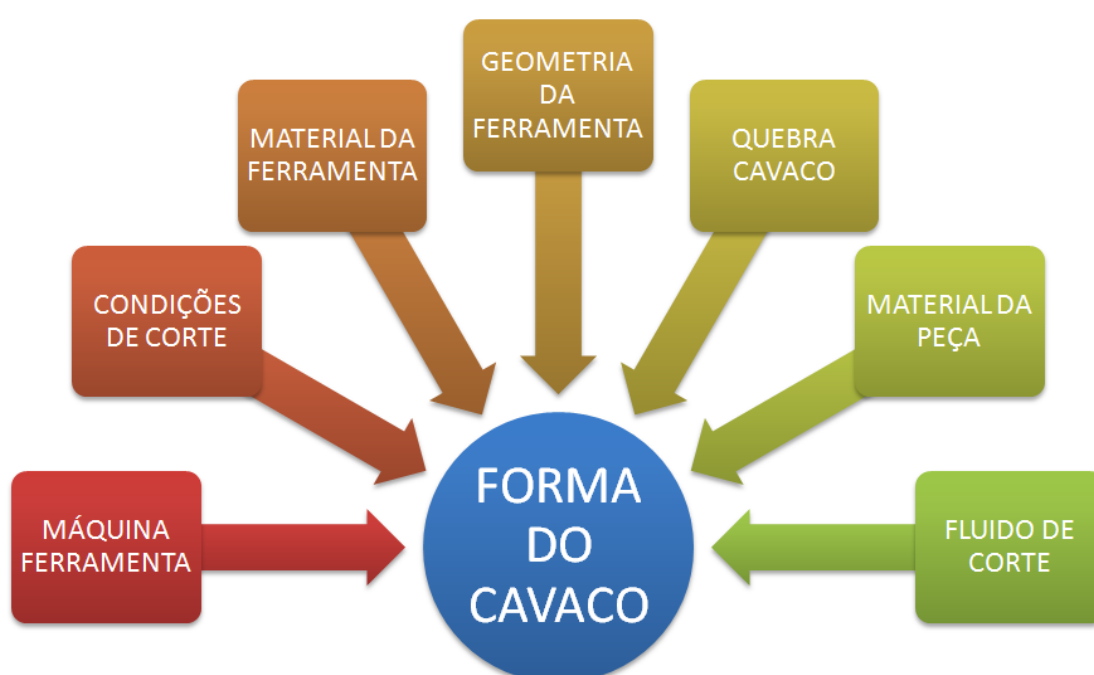 GEOMETRIA
DA
FERRAMENTA
MATERIAL DA
FERRAMENTA
QUEBRA
CAVACO
CONDIÇÕES
DE CORTE
MATERIAL DA
PEÇA
MÁQUINA
FERRAMENTA
FORMA
DO
CAVACO
FLUIDO DE
CORTE